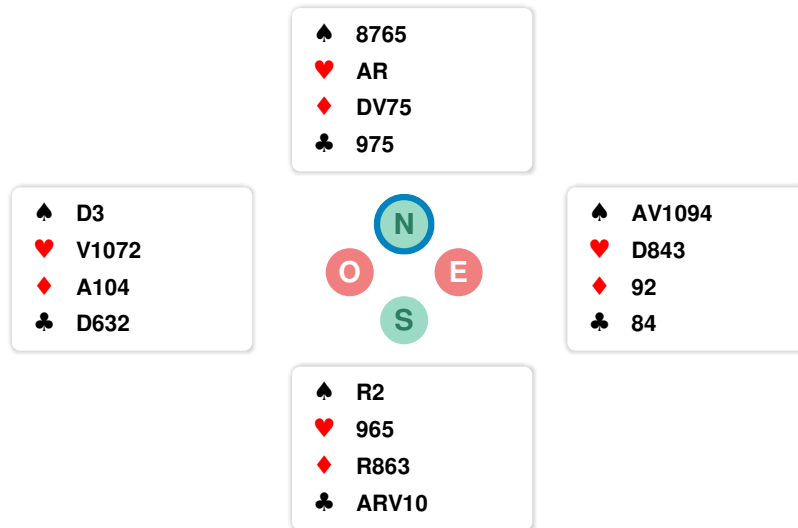 ♠ 8765
♥ AR
♦ DV75
♣ 975
♠ D3
♥ V1072
♦ A104
♣ D632
N
O
E
S
♠ AV1094
♥ D843
♦ 92
♣ 84
♠ R2
♥ 965
♦ R863
♣ ARV10